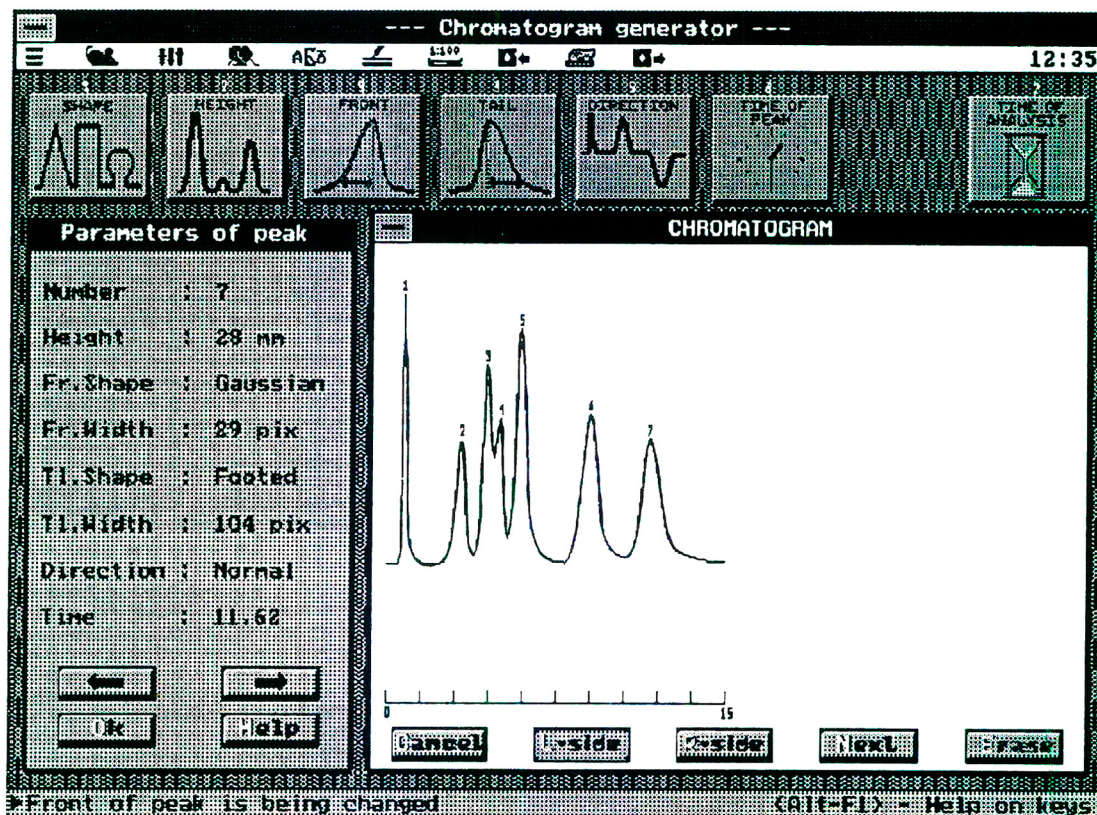 --- Chromatogram generator ---
1:100
12:35
SHAPE
HEIGHT
FRONT
TAIL
DIRECTION
TIME OF
PEAK
TIME OF
ANALYSIS
Parameters of peak
CHROMATOGRAM
Number : 7
Height : 28 mm
Fr.Shape : Gaussian
Fr.Width : 29 pix
Tl.Shape : Footed
Tl.Width : 104 pix
Direction : Normal
Time : 11.62
Ok
Help
1
2
3
4
5
6
7
0
15
Cancel
Next
Erase
Front of peak is being changed
<Alt-F1> - Help on keys